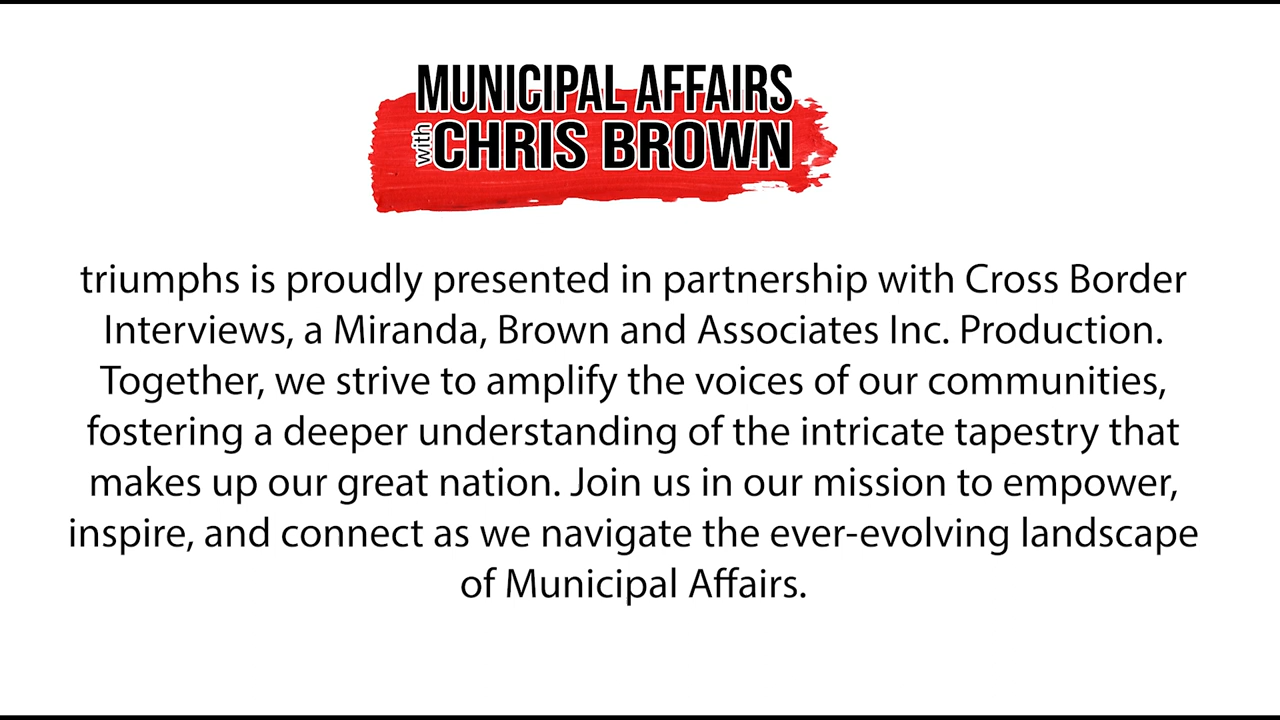 MUNICIPAL AFFAIRS
with CHRIS BROWN
triumphs is proudly presented in partnership with Cross Border
Interviews, a Miranda, Brown and Associates Inc. Production.
Together, we strive to amplify the voices of our communities,
fostering a deeper understanding of the intricate tapestry that
makes up our great nation. Join us in our mission to empower,
inspire, and connect as we navigate the ever-evolving landscape
of Municipal Affairs.